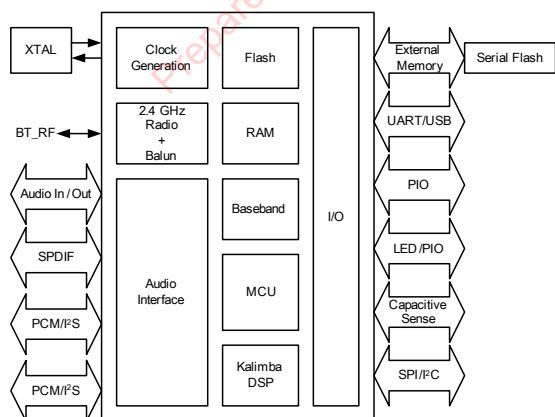 Prepare
XTAL
Clock
Generation
Flash
External
Memory
Serial Flash
2.4 GHz
Radio
+
Balun
RAM
UART/USB
BT_RF
Audio In / Out
Baseband
PIO
I/O
SPDIF
LED/PIO
Audio
Interface
MCU
PCM/I²S
Capacitive
Sense
Kalimba
DSP
PCM/I²S
SPI/I²C